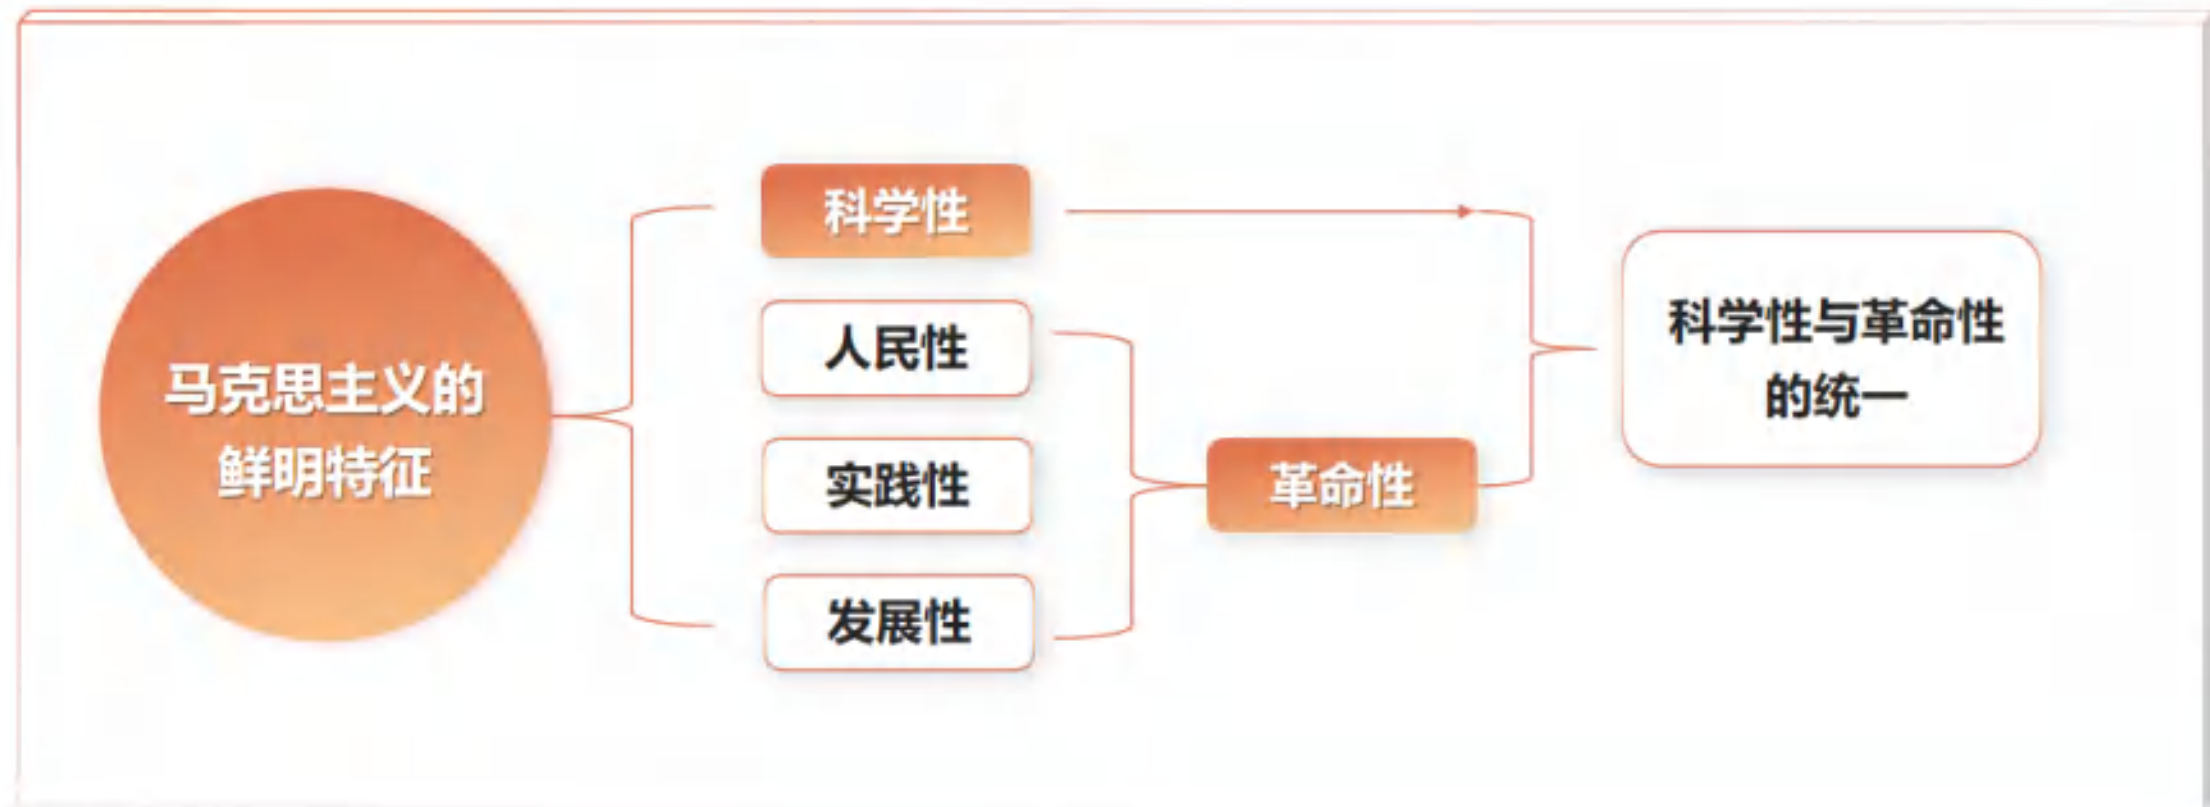 马克思主义的
鲜明特征
科学性
人民性
实践性
发展性
革命性
科学性与革命性
的统一